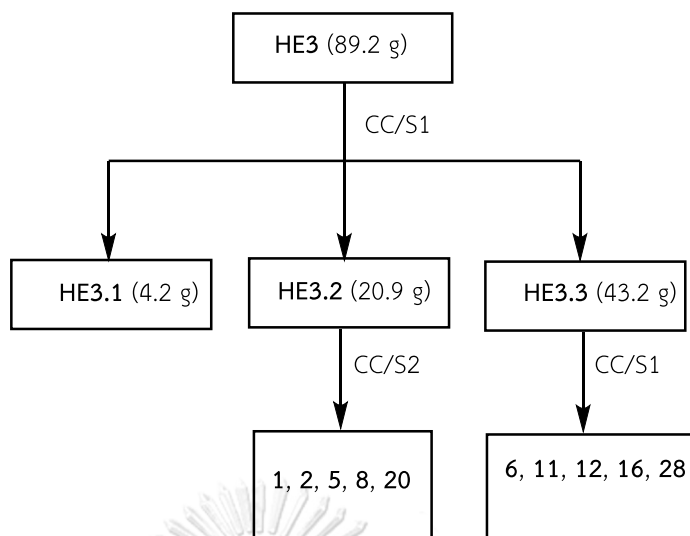 HE3 (89.2 g)
CC/S1
HE3.1 (4.2 g)
HE3.2 (20.9 g)
HE3.3 (43.2 g)
CC/S2
CC/S1
1, 2, 5, 8, 20
6, 11, 12, 16, 28